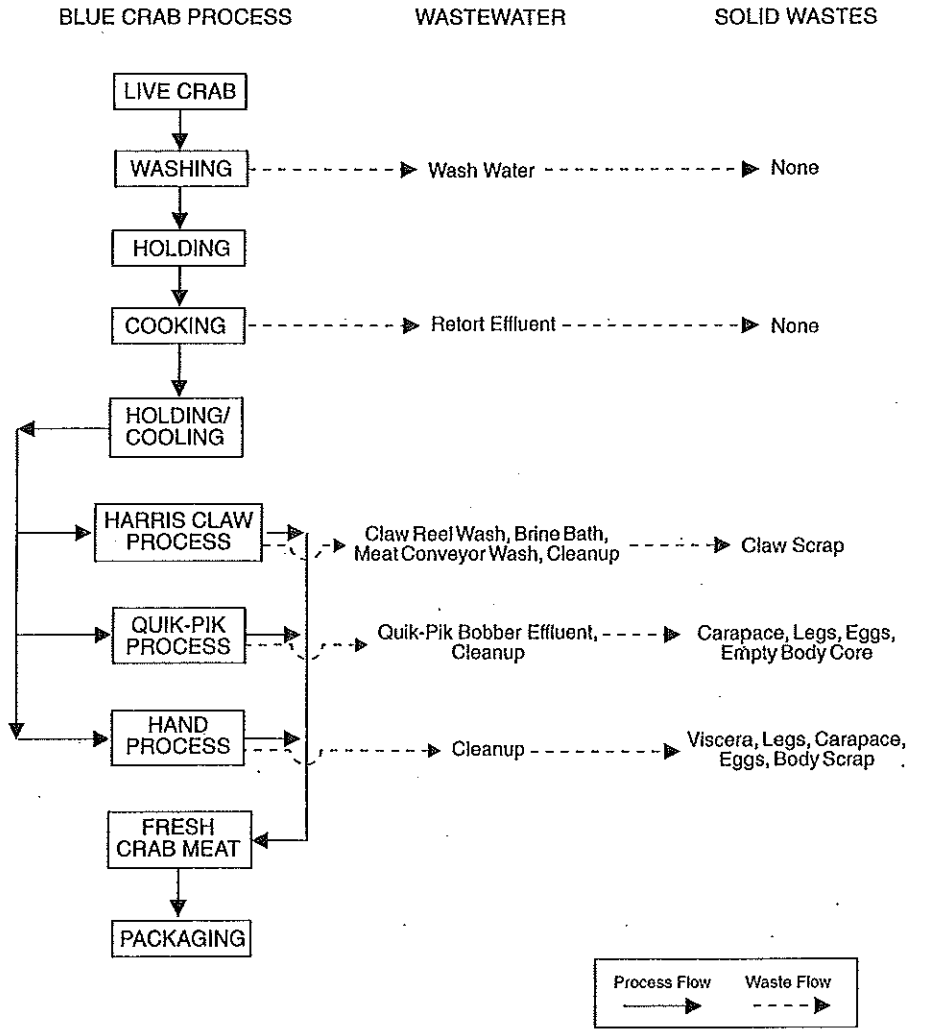 BLUE CRAB PROCESS WASTEWATER SOLID WASTES
LIVE CRAB
WASHING Wash Water None
HOLDING
COOKING Retort Effluent None
HOLDING/
COOLING
HARRIS CLAW
PROCESS
Claw Reel Wash, Brine Bath,
Meat Conveyor Wash, Cleanup
Claw Scrap
QUIK-PIK
PROCESS
Quik-Pik Bobber Effluent,
Cleanup
Carapace, Legs, Eggs,
Empty Body Core
HAND
PROCESS
Cleanup
Viscera, Legs, Carapace,
Eggs, Body Scrap
FRESH
CRAB MEAT
PACKAGING
Process Flow Waste Flow